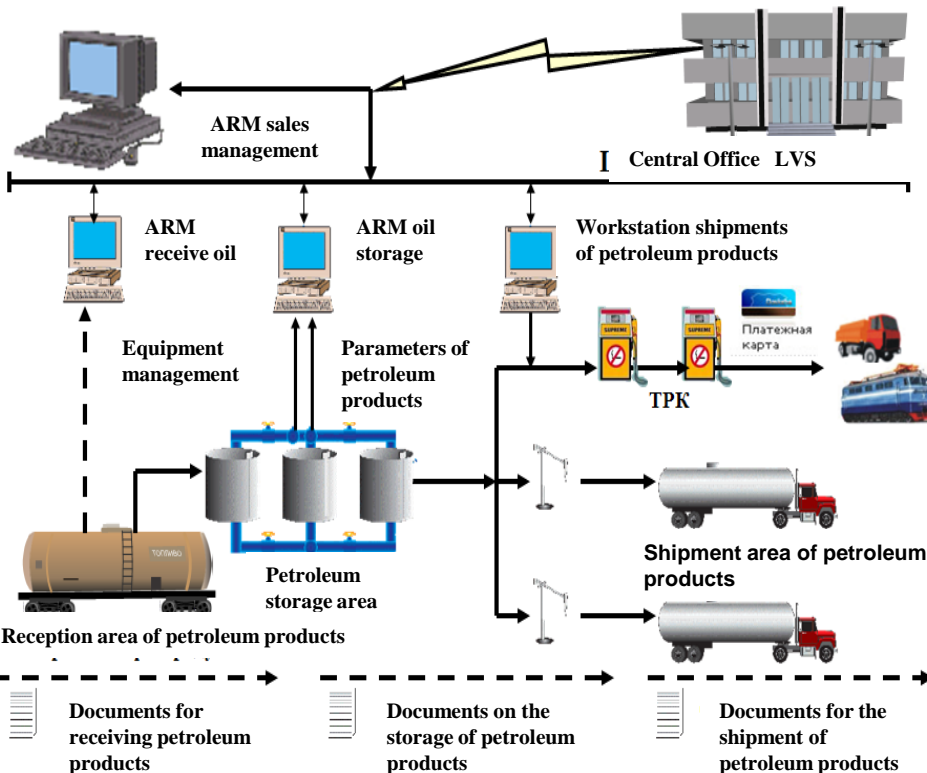 ARM sales
management
Central Office LVS
ARM
receive oil
ARM oil
storage
Workstation shipments
of petroleum products
Equipment
management
Parameters of
petroleum
products
SUPREME
SUPREME
Платежная
карта
ТРК
ТОПЛИВО
Petroleum
storage area
Shipment area of petroleum
products
Reception area of petroleum products
Documents for
receiving petroleum
products
Documents on the
storage of petroleum
products
Documents for the
shipment of
petroleum products